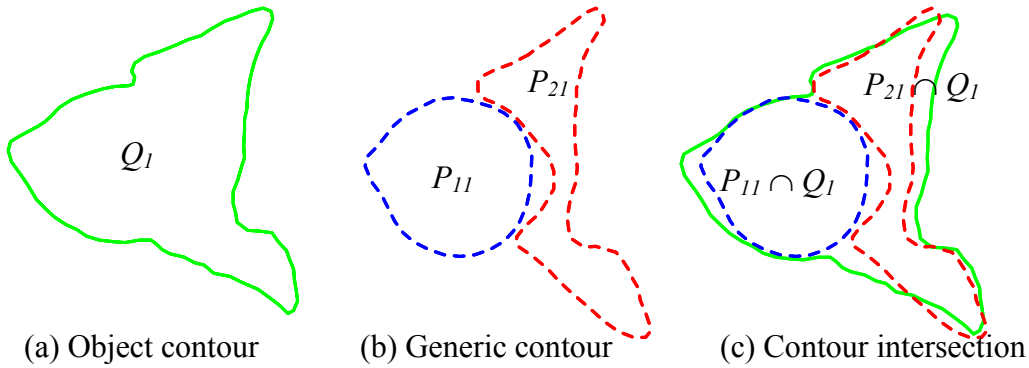 P₂₁
P₂₁ ∩ Q₁
Q₁
P₁₁
P₁₁ ∩ Q₁
(a) Object contour
(b) Generic contour
(c) Contour intersection